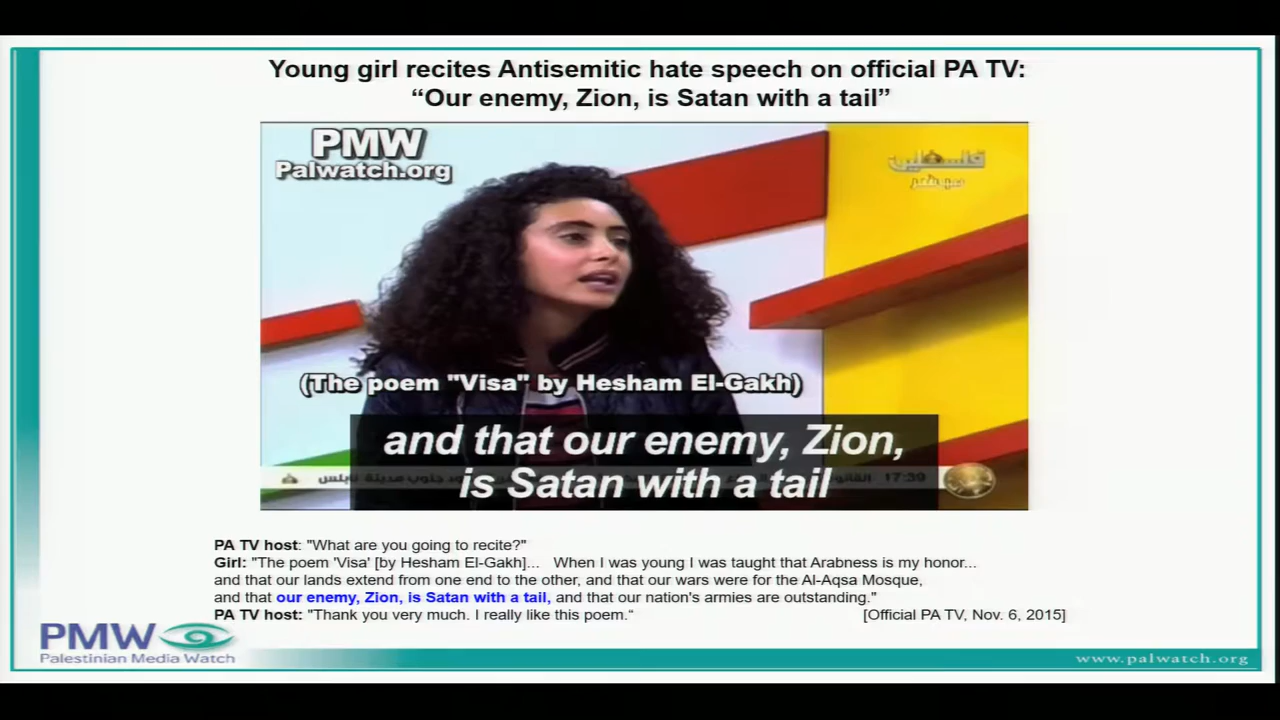 Young girl recites Antisemitic hate speech on official PA TV:
“Our enemy, Zion, is Satan with a tail”
PMW
Palwatch.org
فلسطين
(The poem "Visa" by Hesham El-Gakh)
and that our enemy, Zion,
is Satan with a tail
جنوب مدينة نابلس
17:39
PA TV host: "What are you going to recite?"
Girl: "The poem 'Visa' [by Hesham El-Gakh]... When I was young I was taught that Arabness is my honor...
and that our lands extend from one end to the other, and that our wars were for the Al-Aqsa Mosque,
and that our enemy, Zion, is Satan with a tail, and that our nation's armies are outstanding."
PA TV host: "Thank you very much. I really like this poem.“ [Official PA TV, Nov. 6, 2015]
PMW
Palestinian Media Watch
www.palwatch.org